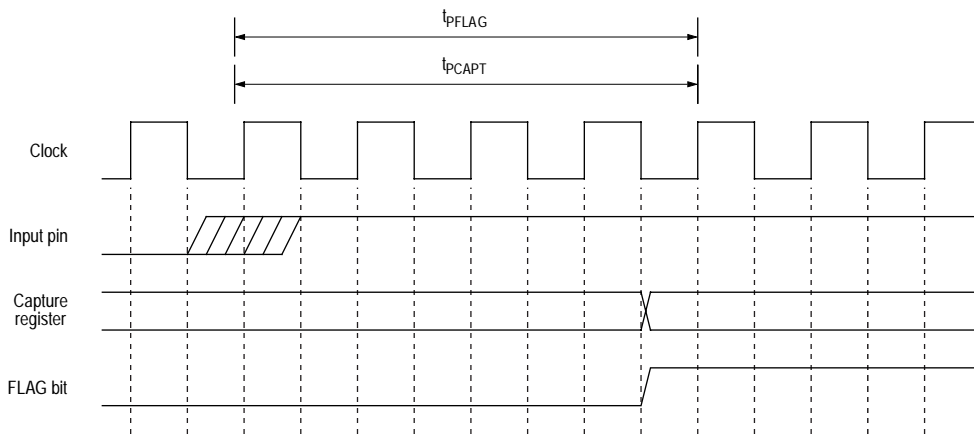 tPFLAG
tPCAPT
Clock
Input pin
Capture
register
FLAG bit